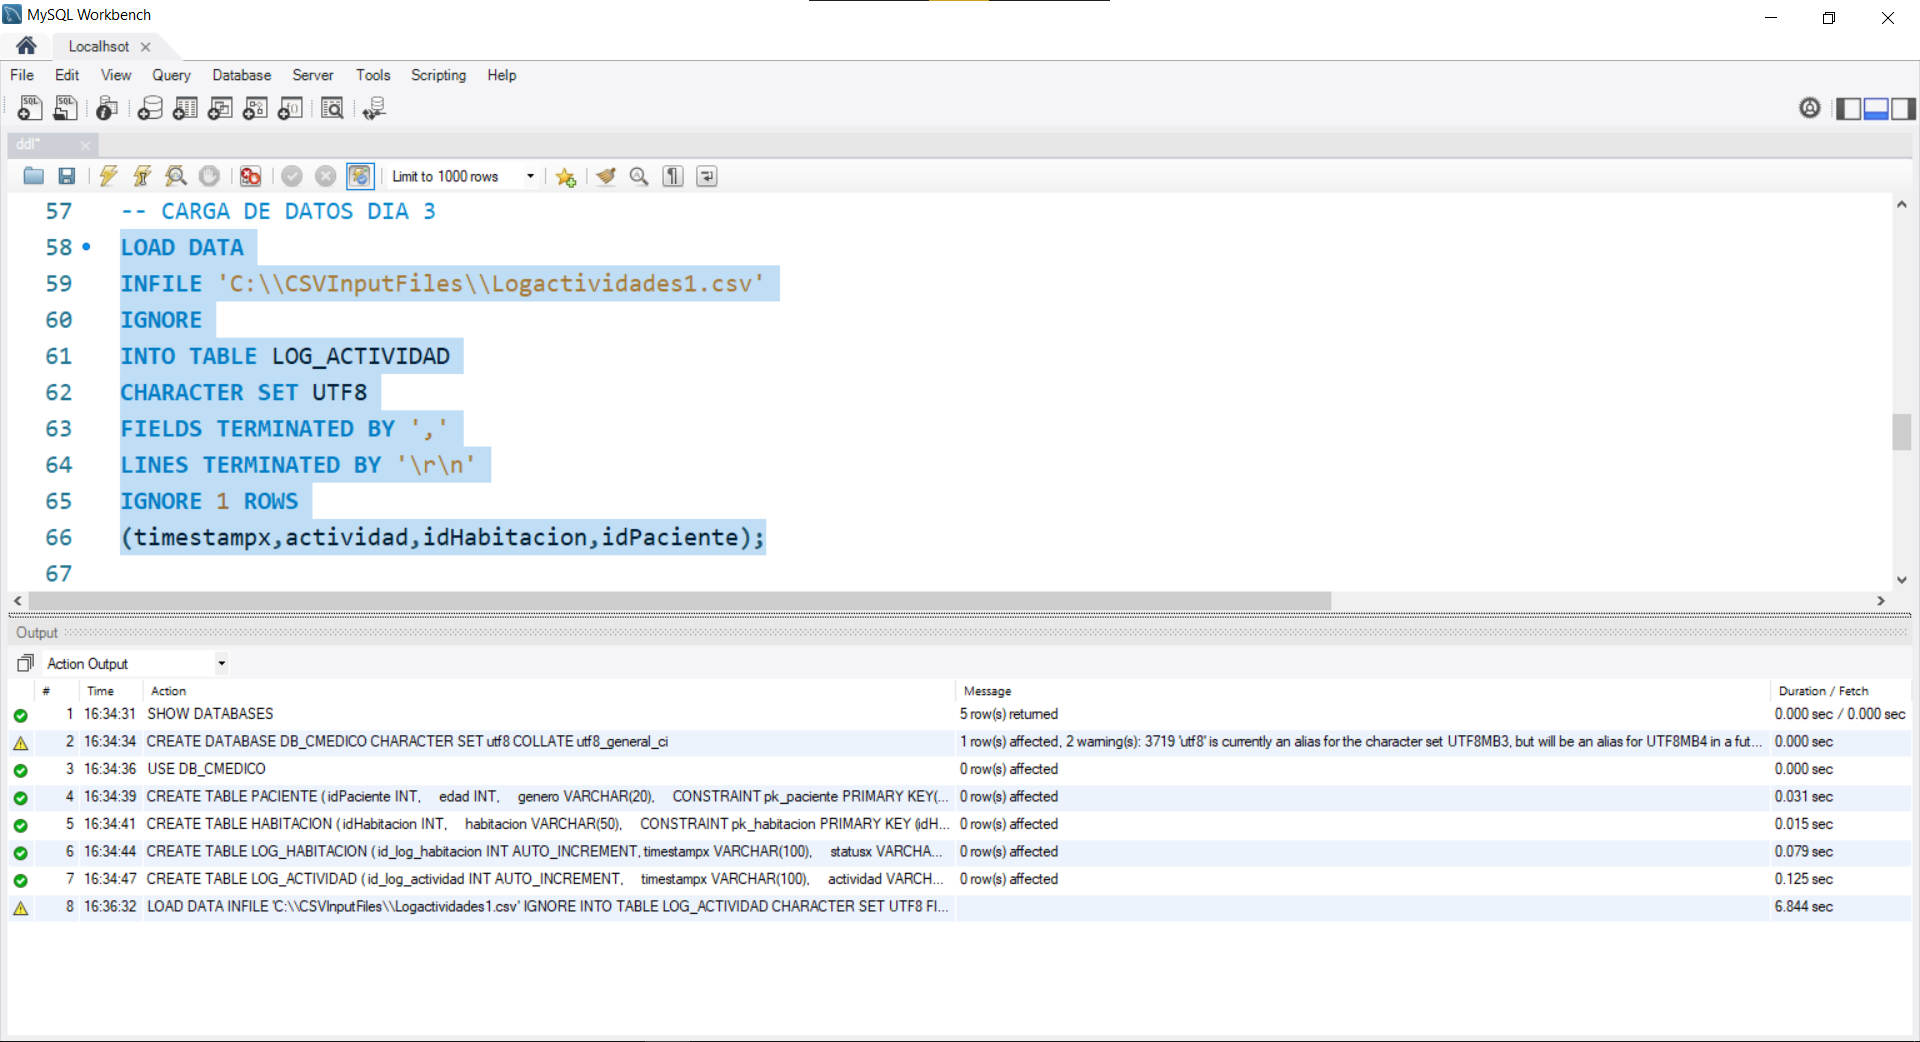 MySQL Workbench
Localhsot
File Edit View Query Database Server Tools Scripting Help
ddl*
Limit to 1000 rows
57 -- CARGA DE DATOS DIA 3
58 LOAD DATA
59 INFILE 'C:\\CSVInputFiles\\Logactividades1.csv'
60 IGNORE
61 INTO TABLE LOG_ACTIVIDAD
62 CHARACTER SET UTF8
63 FIELDS TERMINATED BY ','
64 LINES TERMINATED BY '\r\n'
65 IGNORE 1 ROWS
66 (timestampx,actividad,idHabitacion,idPaciente);
67
Output
Action Output
# Time Action Message Duration / Fetch
1 16:34:31 SHOW DATABASES 5 row(s) returned 0.000 sec / 0.000 sec
2 16:34:34 CREATE DATABASE DB_CMEDICO CHARACTER SET utf8 COLLATE utf8_general_ci 1 row(s) affected, 2 warning(s): 3719 'utf8' is currently an alias for the character set UTF8MB3, but will be an alias for UTF8MB4 in a fut... 0.000 sec
3 16:34:36 USE DB_CMEDICO 0 row(s) affected 0.000 sec
4 16:34:39 CREATE TABLE PACIENTE ( idPaciente INT, edad INT, genero VARCHAR(20), CONSTRAINT pk_paciente PRIMARY KEY(... 0 row(s) affected 0.031 sec
5 16:34:41 CREATE TABLE HABITACION ( idHabitacion INT, habitacion VARCHAR(50), CONSTRAINT pk_habitacion PRIMARY KEY (idH... 0 row(s) affected 0.015 sec
6 16:34:44 CREATE TABLE LOG_HABITACION ( id_log_habitacion INT AUTO_INCREMENT, timestampx VARCHAR(100), statusx VARCHA... 0 row(s) affected 0.079 sec
7 16:34:47 CREATE TABLE LOG_ACTIVIDAD ( id_log_actividad INT AUTO_INCREMENT, timestampx VARCHAR(100), actividad VARCH... 0 row(s) affected 0.125 sec
8 16:36:32 LOAD DATA INFILE 'C:\\CSVInputFiles\\Logactividades1.csv' IGNORE INTO TABLE LOG_ACTIVIDAD CHARACTER SET UTF8 FI... 6.844 sec